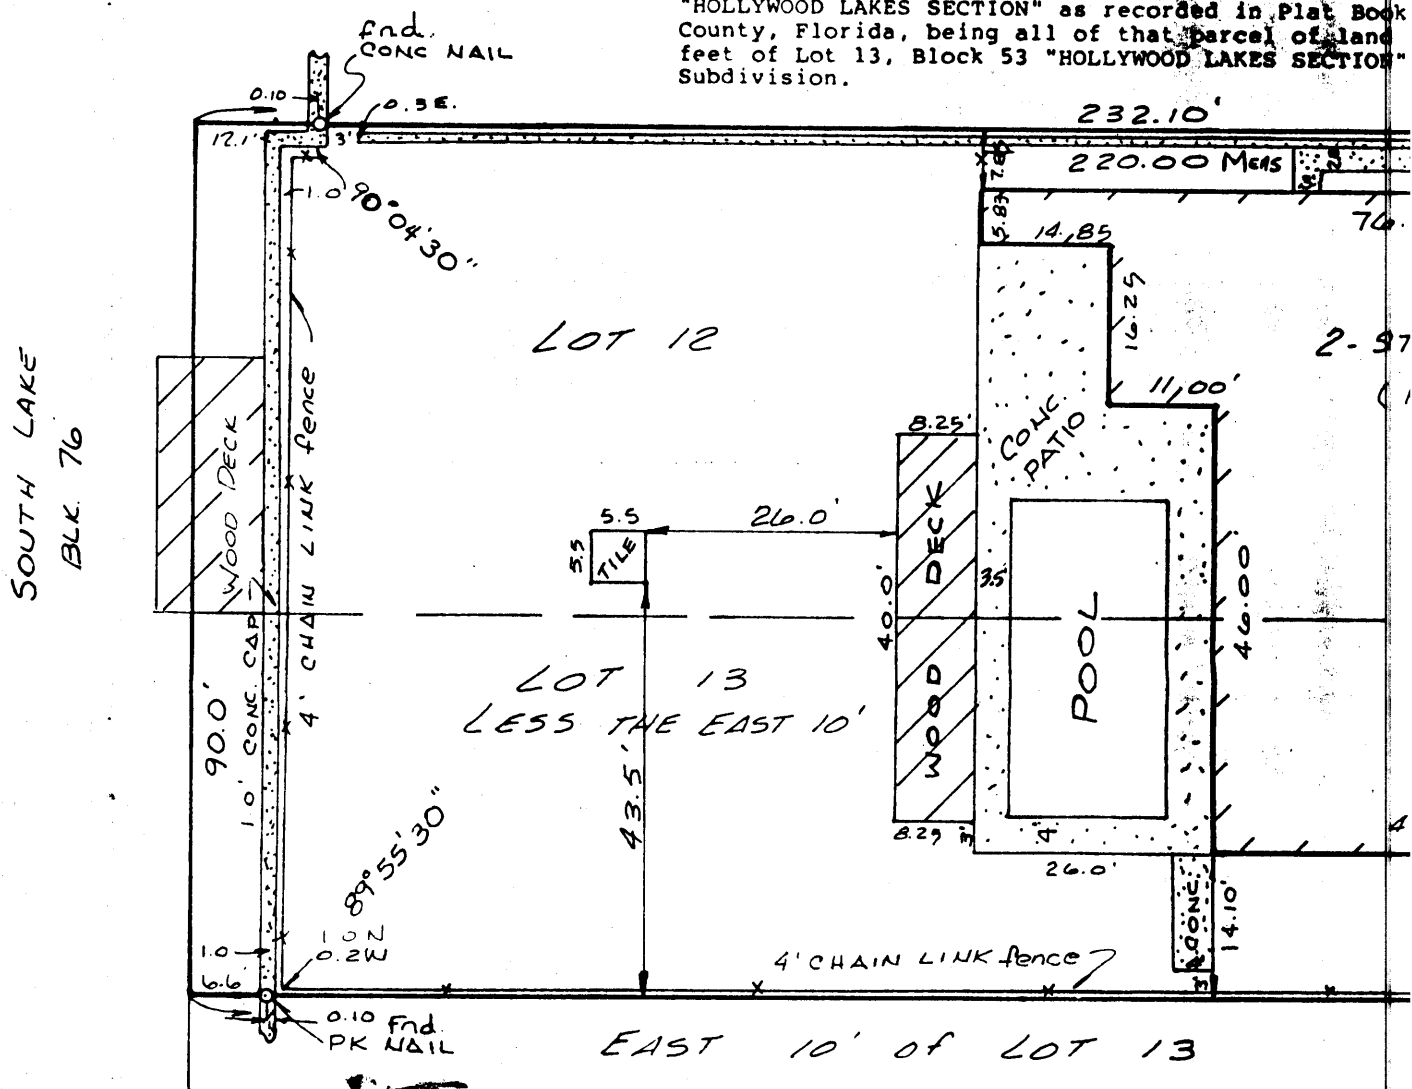 "HOLLYWOOD LAKES SECTION" as recorded in Plat Book
County, Florida, being all of that parcel of land
feet of Lot 13, Block 53 "HOLLYWOOD LAKES SECTION"
Subdivision.
fnd.
CONC NAIL
0.10
0.3 E.
232.10'
12.1'
3'
220.00 MEAS
7.85
1.0
90°04'30"
5.83
14.85
76.
16.25
LOT 12
2-ST
11.00'
SOUTH LAKE
BLK 76
WOOD DECK
4' CHAIN LINK fence
8.25'
CONC.
PATIO
5.5
26.0'
5.5
TILE
WOOD DECK
35
40.0'
46.00
POOL
LOT 13
LESS THE EAST 10'
90.0'
1.0' CONC. CAP
43.5'
89°55'30"
8.25
3'
4'
26.0'
4
CONC.
14.10'
1.0 N
0.2W
1.0
6.6
4' CHAIN LINK fence
3'
0.10 Fnd.
PK NAIL
EAST 10' of LOT 13